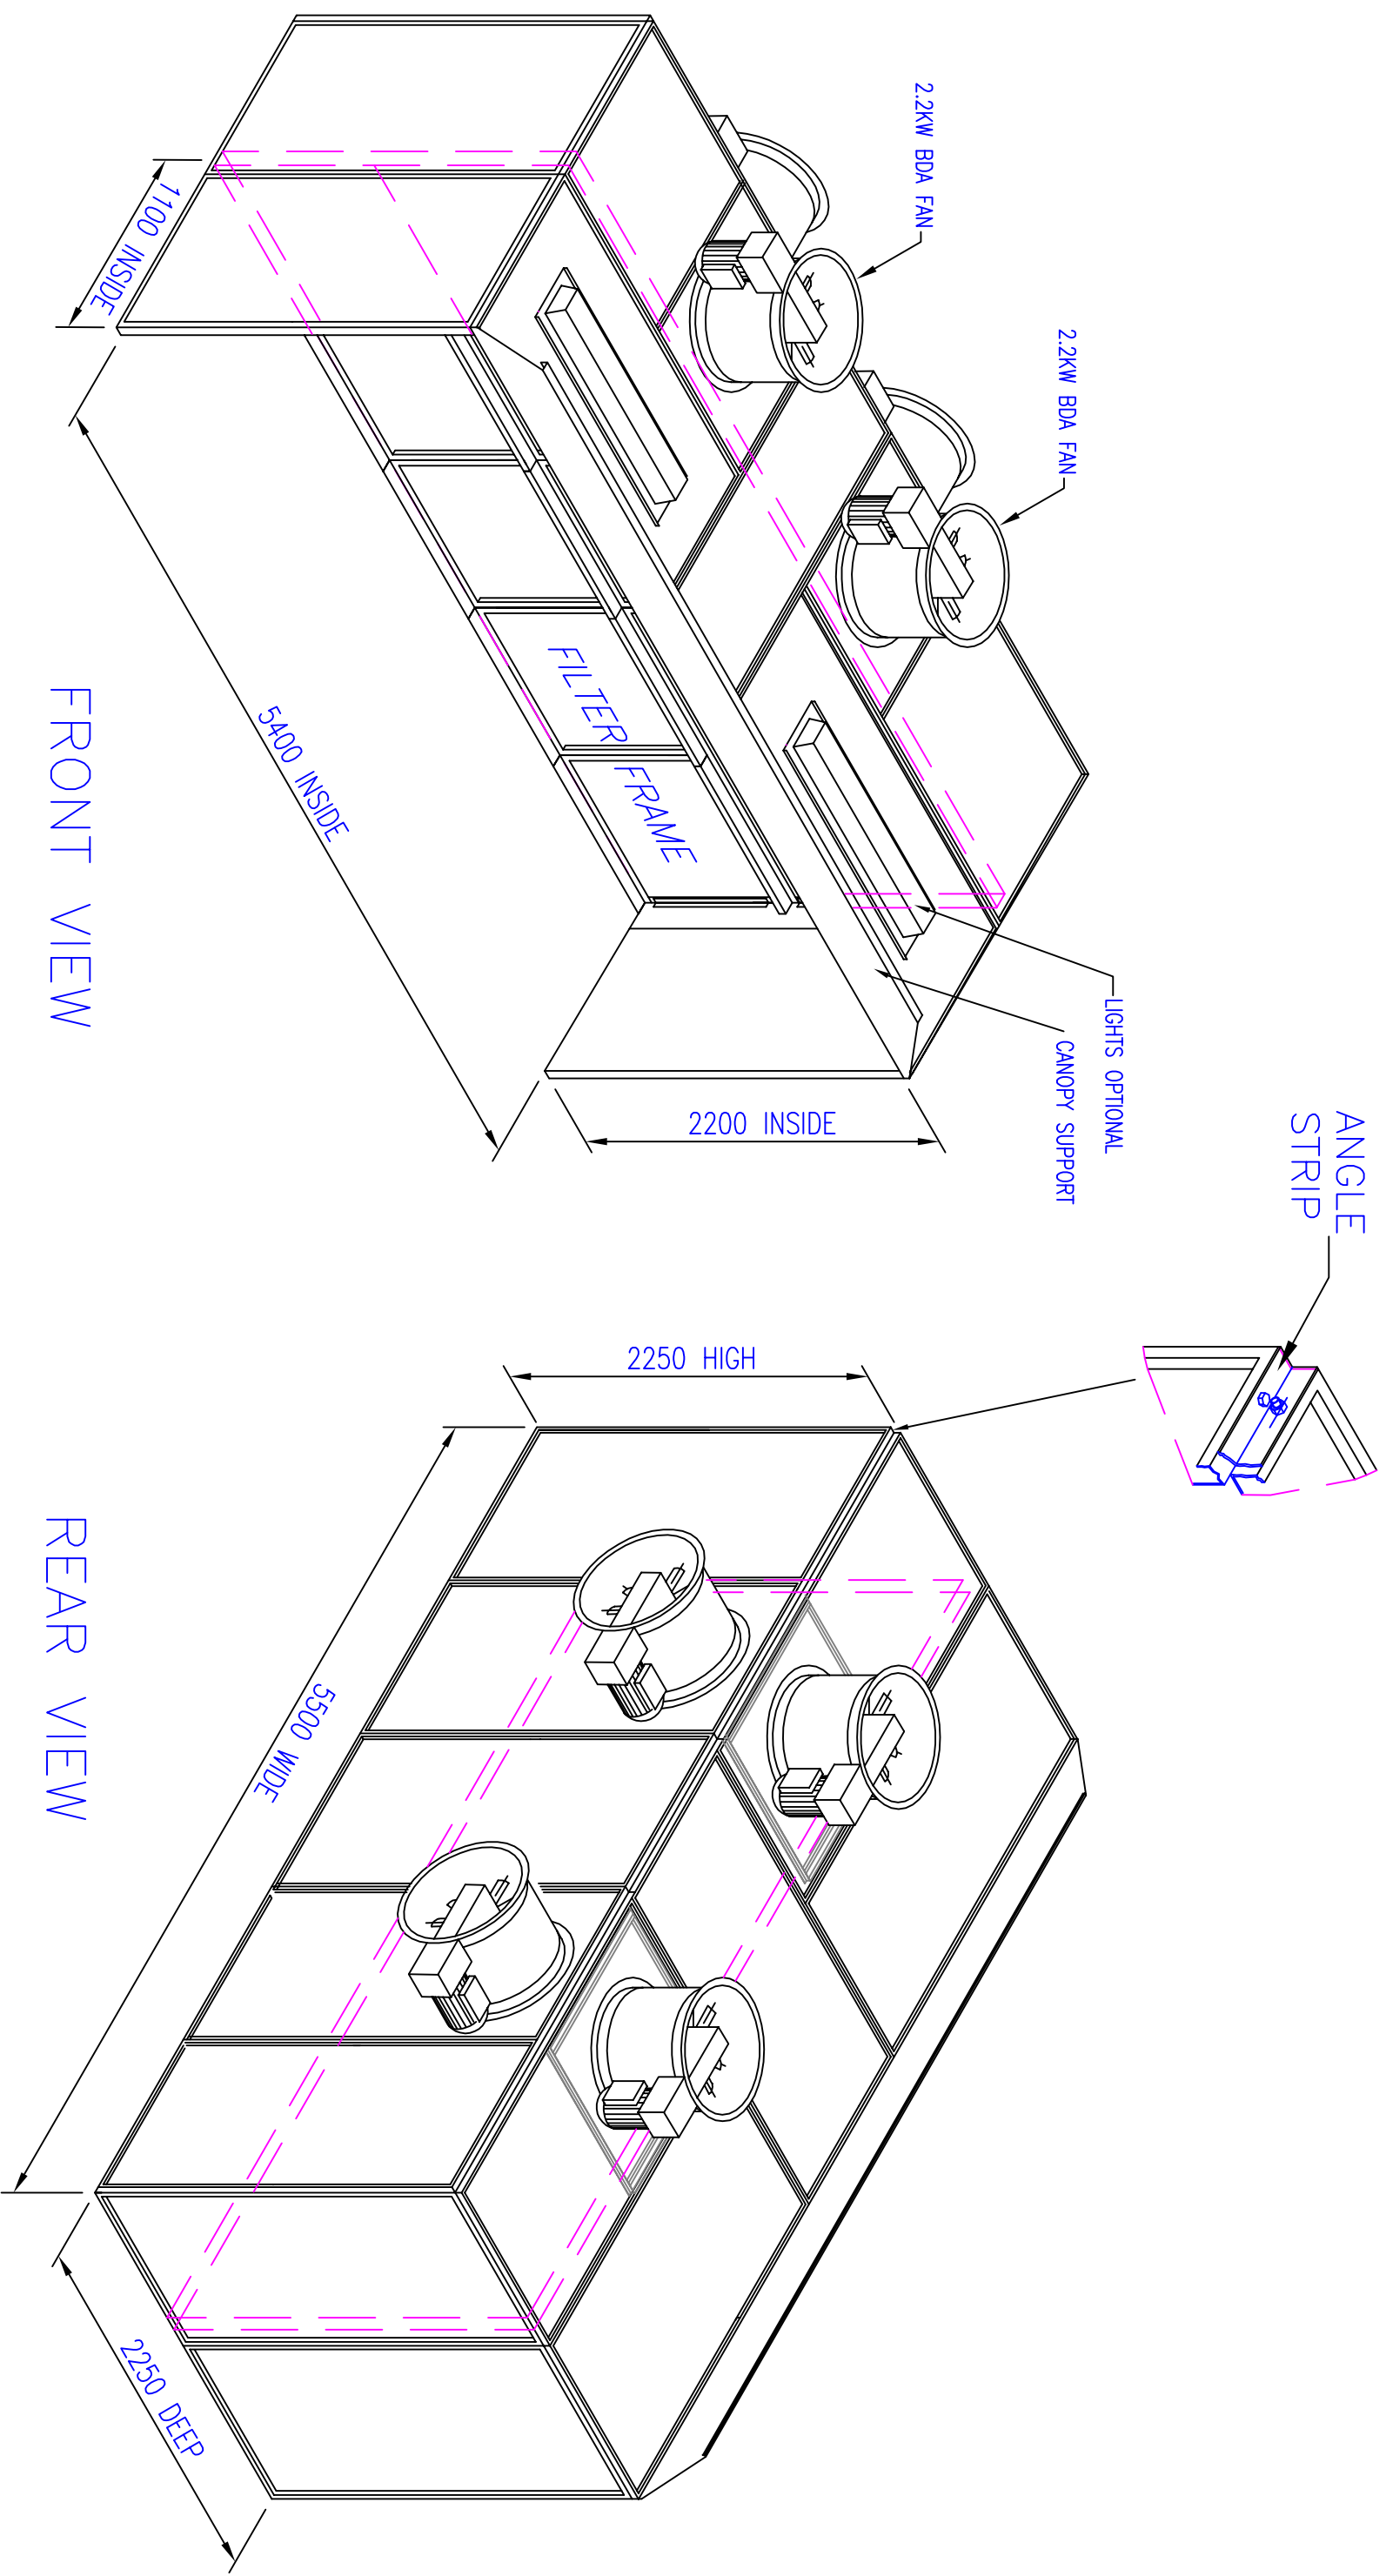 2.2KW BDA FAN
2.2KW BDA FAN
LIGHTS OPTIONAL
CANOPY SUPPORT
2200 INSIDE
1100 INSIDE
FILTER FRAME
5400 INSIDE
FRONT VIEW
ANGLE
STRIP
2250 HIGH
5500 WIDE
2250 DEEP
REAR VIEW